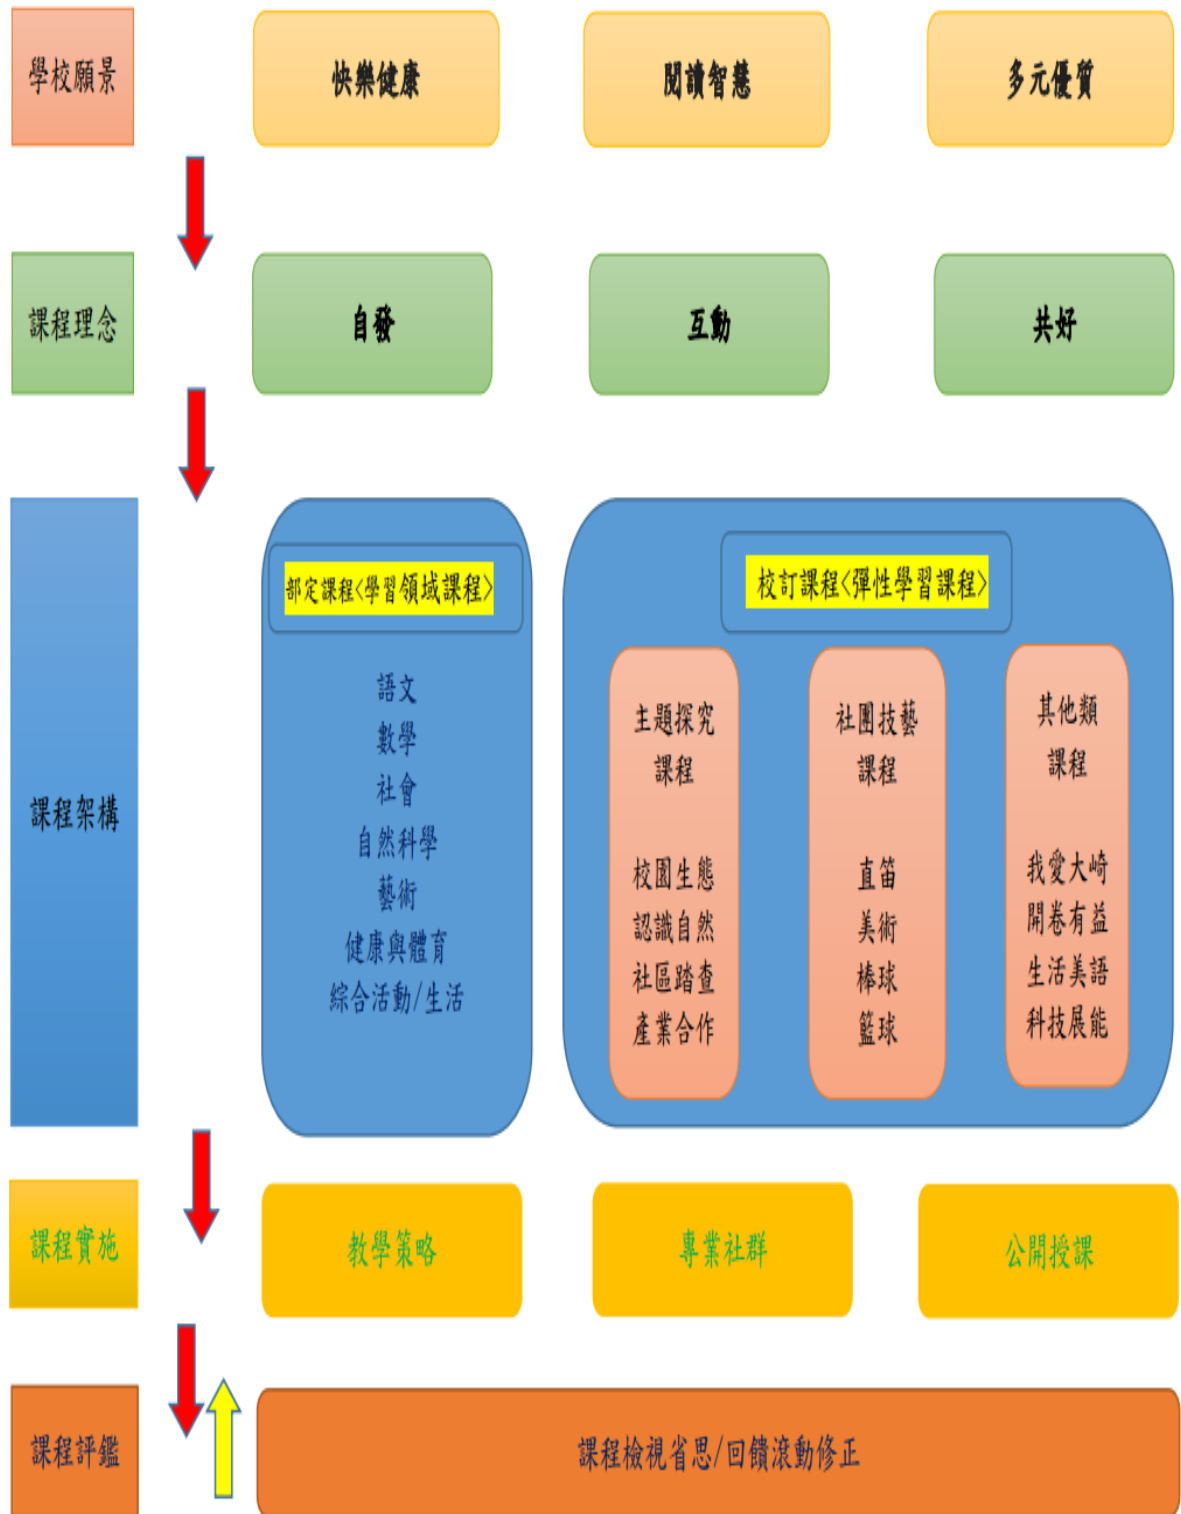 學校願景
快樂健康
閱讀智慧
多元優質
課程理念
自發
互動
共好
課程架構
部定課程<學習領域課程>
語文
數學
社會
自然科學
藝術
健康與體育
綜合活動/生活
校訂課程<彈性學習課程>
主題探究
課程
校園生態
認識自然
社區踏查
產業合作
社團技藝
課程
直笛
美術
棒球
籃球
其他類
課程
我愛大崎
開卷有益
生活美語
科技展能
課程實施
教學策略
專業社群
公開授課
課程評鑑
課程檢視省思/回饋滾動修正